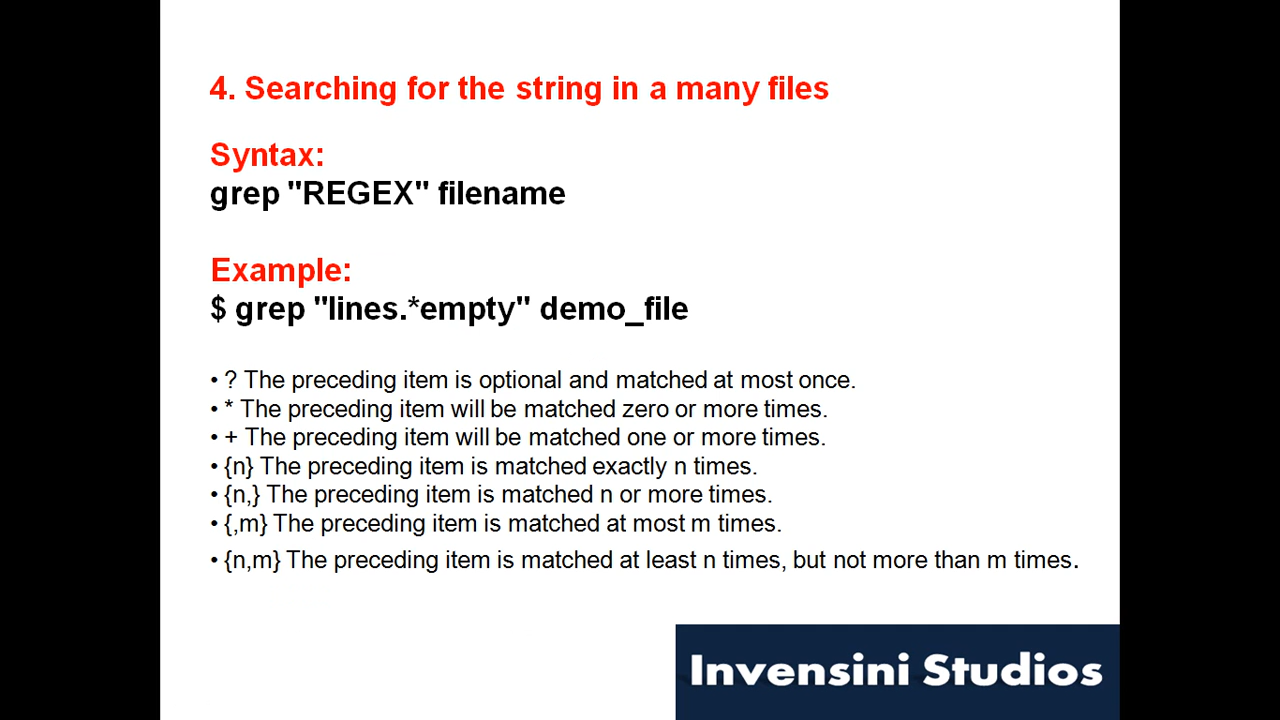 4. Searching for the string in a many files
Syntax:
grep "REGEX" filename
Example:
$ grep "lines.*empty" demo_file
• ? The preceding item is optional and matched at most once.
• * The preceding item will be matched zero or more times.
• + The preceding item will be matched one or more times.
• {n} The preceding item is matched exactly n times.
• {n,} The preceding item is matched n or more times.
• {,m} The preceding item is matched at most m times.
• {n,m} The preceding item is matched at least n times, but not more than m times.
Invensini Studios